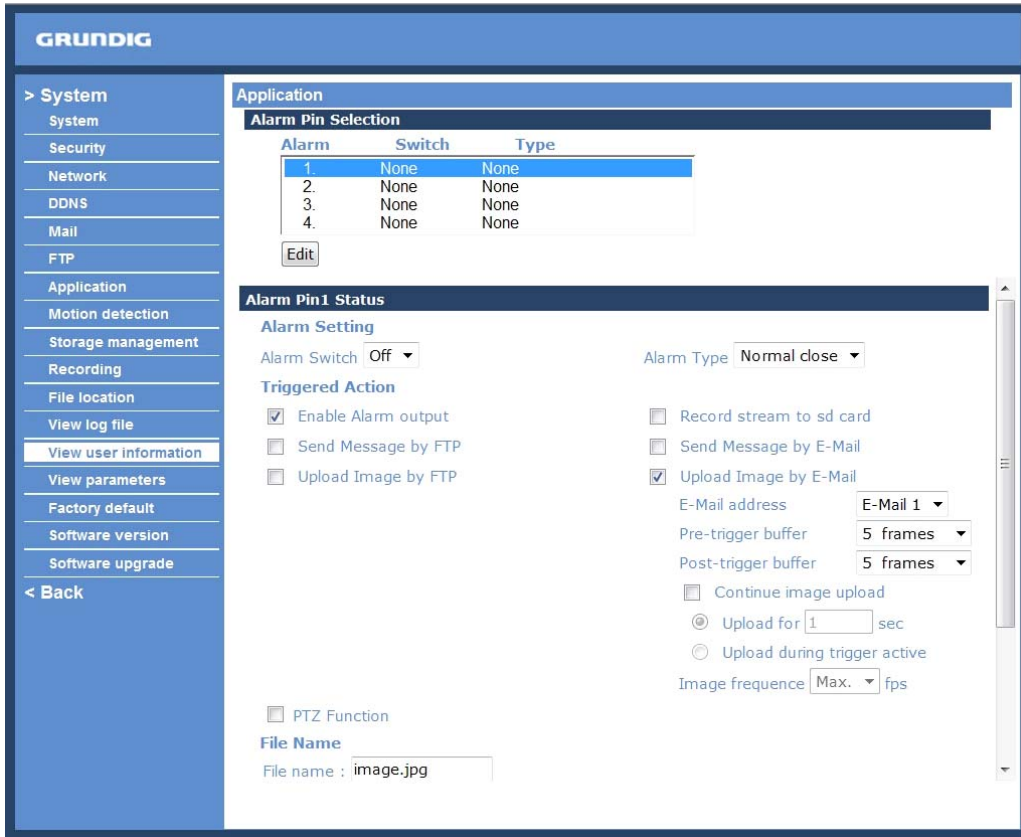 GRUNDIG
> System
System
Security
Network
DDNS
Mail
FTP
Application
Motion detection
Storage management
Recording
File location
View log file
View user information
View parameters
Factory default
Software version
Software upgrade
< Back
Application
Alarm Pin Selection
Alarm Switch Type
1. None None
2. None None
3. None None
4. None None
Edit
Alarm Pin1 Status
Alarm Setting
Alarm Switch Off Alarm Type Normal close
Triggered Action
Enable Alarm output Record stream to sd card
Send Message by FTP Send Message by E-Mail
Upload Image by FTP Upload Image by E-Mail
E-Mail address E-Mail 1
Pre-trigger buffer 5 frames
Post-trigger buffer 5 frames
Continue image upload
Upload for 1 sec
Upload during trigger active
Image frequence Max. fps
PTZ Function
File Name
File name : image.jpg